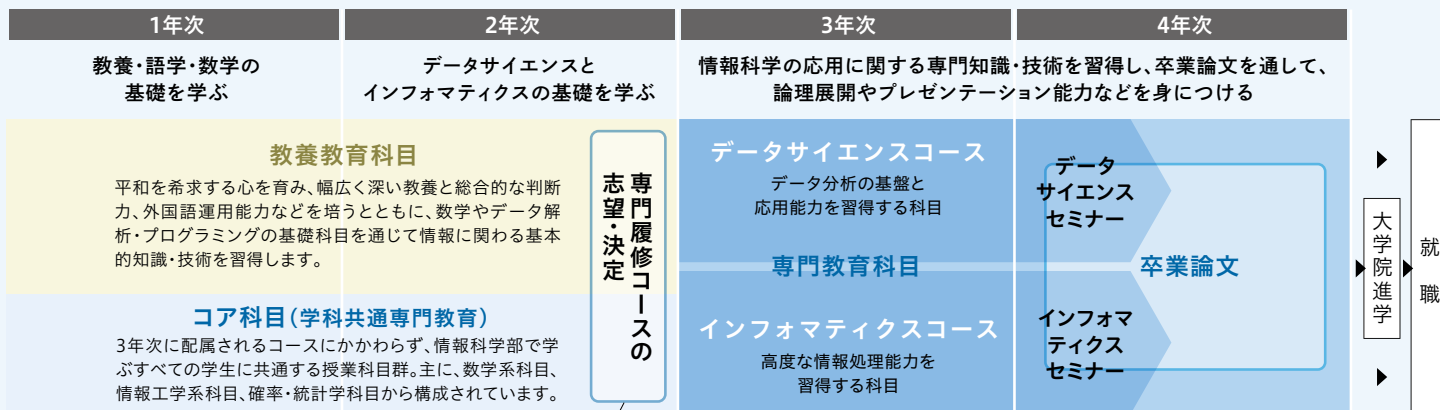 1年次
2年次
3年次
4年次
教養・語学・数学の
基礎を学ぶ
データサイエンスと
インフォマティクスの基礎を学ぶ
情報科学の応用に関する専門知識・技術を習得し、卒業論文を通して、
論理展開やプレゼンテーション能力などを身につける
教養教育科目
平和を希求する心を育み、幅広く深い教養と総合的な判断
力、外国語運用能力などを培うとともに、数学やデータ解
析・プログラミングの基礎科目を通じて情報に関わる基本
的知識・技術を習得します。
コア科目(学科共通専門教育)
3年次に配属されるコースにかかわらず、情報科学部で学
ぶすべての学生に共通する授業科目群。主に、数学系科目、
情報工学系科目、確率・統計学科目から構成されています。
専門履修コースの
志望・決定
データサイエンスコース
データ分析の基盤と
応用能力を習得する科目
専門教育科目
インフォマティクスコース
高度な情報処理能力を
習得する科目
データ
サイエンス
セミナー
卒業論文
インフォマ
ティクス
セミナー
大学院進学
就職